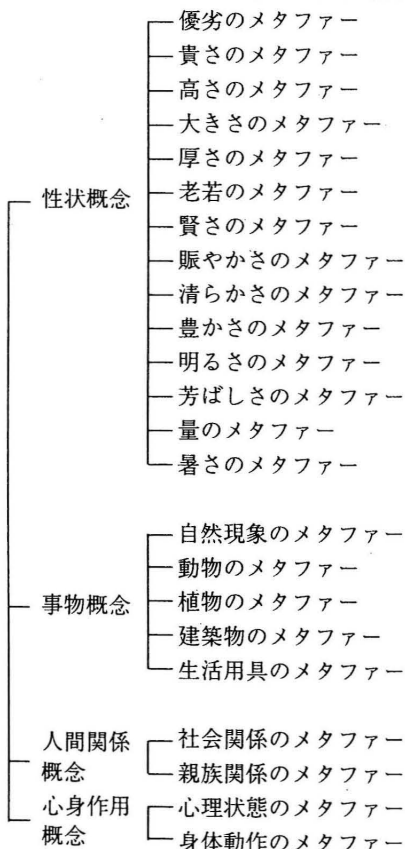 性状概念
優劣のメタファー
貴さのメタファー
高さのメタファー
大きさのメタファー
厚さのメタファー
老若のメタファー
賢さのメタファー
賑やかさのメタファー
清らかさのメタファー
豊かさのメタファー
明るさのメタファー
芳ばしさのメタファー
量のメタファー
暑さのメタファー
事物概念
自然現象のメタファー
動物のメタファー
植物のメタファー
建築物のメタファー
生活用具のメタファー
人間関係
概念
社会関係のメタファー
親族関係のメタファー
心身作用
概念
心理状態のメタファー
身体動作のメタファー